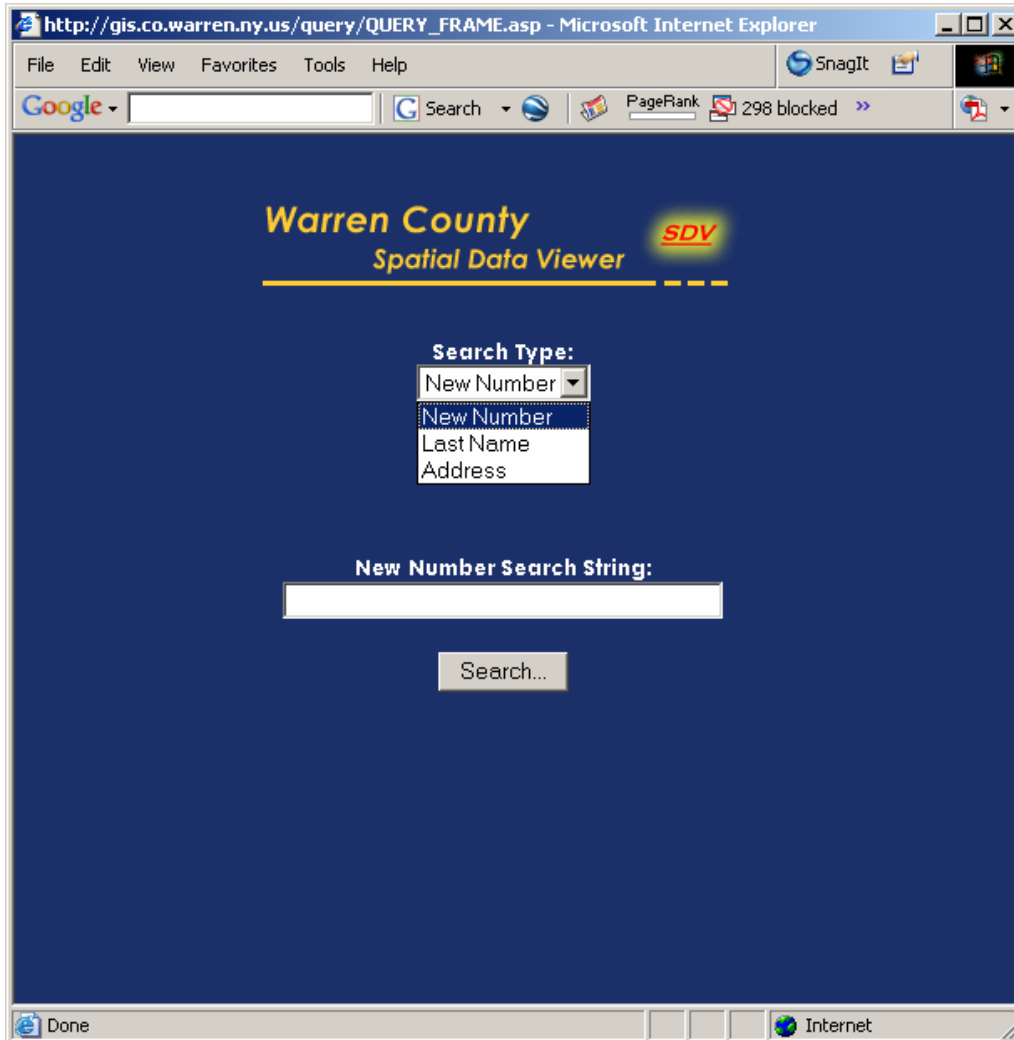 http://gis.co.warren.ny.us/query/QUERY_FRAME.asp - Microsoft Internet Explorer
File Edit View Favorites Tools Help SnagIt
Google Search PageRank 298 blocked »
Warren County
SDV
Spatial Data Viewer
Search Type:
New Number
New Number
Last Name
Address
New Number Search String:
Search...
Done Internet